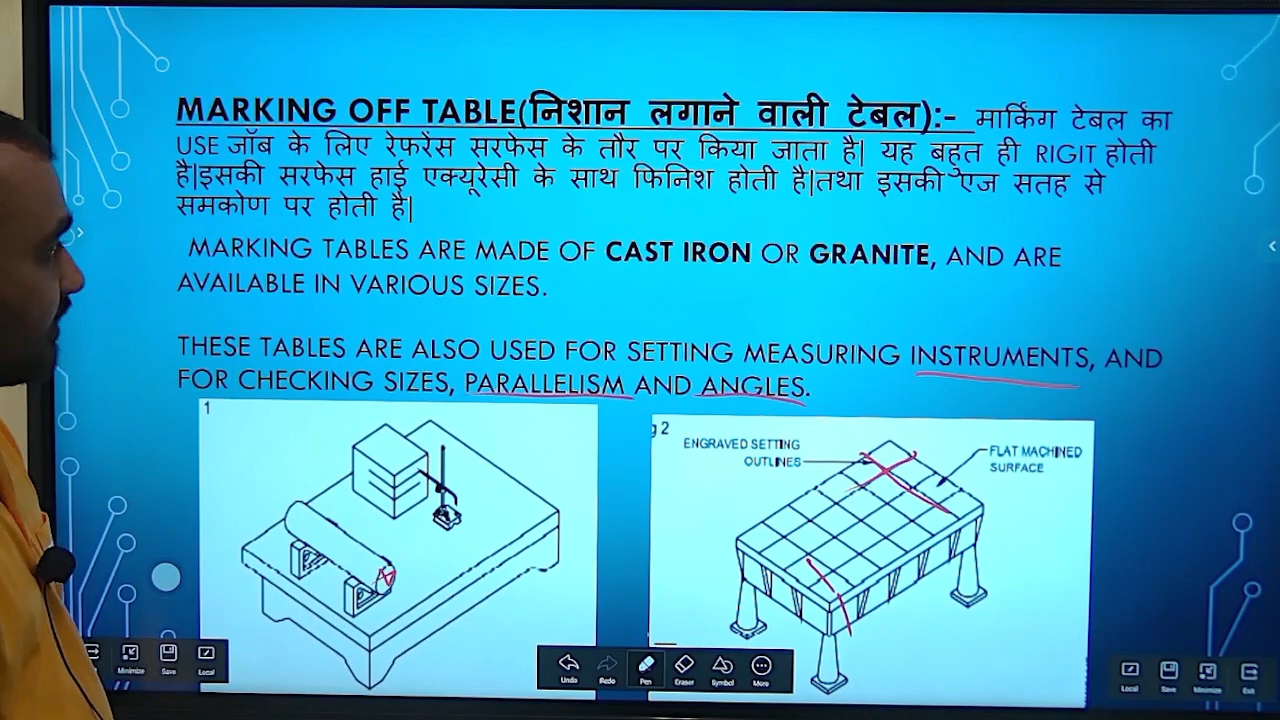 MARKING OFF TABLE(निशान लगाने वाली टेबल):- मार्किंग टेबल का
USE जॉब के लिए रेफरेंस सरफेस के तौर पर किया जाता है| यह बहुत ही RIGIT होती
है|इसकी सरफेस हाई एक्यूरेसी के साथ फिनिश होती है|तथा इसकी एज सतह से
समकोण पर होती है|
MARKING TABLES ARE MADE OF CAST IRON OR GRANITE, AND ARE
AVAILABLE IN VARIOUS SIZES.
THESE TABLES ARE ALSO USED FOR SETTING MEASURING INSTRUMENTS, AND
FOR CHECKING SIZES, PARALLELISM AND ANGLES.
1
g 2
ENGRAVED SETTING
OUTLINES
FLAT MACHINED
SURFACE
Minimize Save Local
Undo Redo Pen Eraser Symbol More
Local Save Minimize Exit